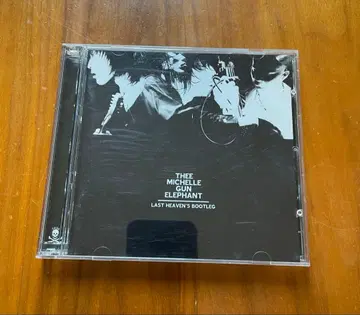 THEE
MICHELLE
GUN
ELEPHANT
LAST HEAVEN'S BOOTLEG